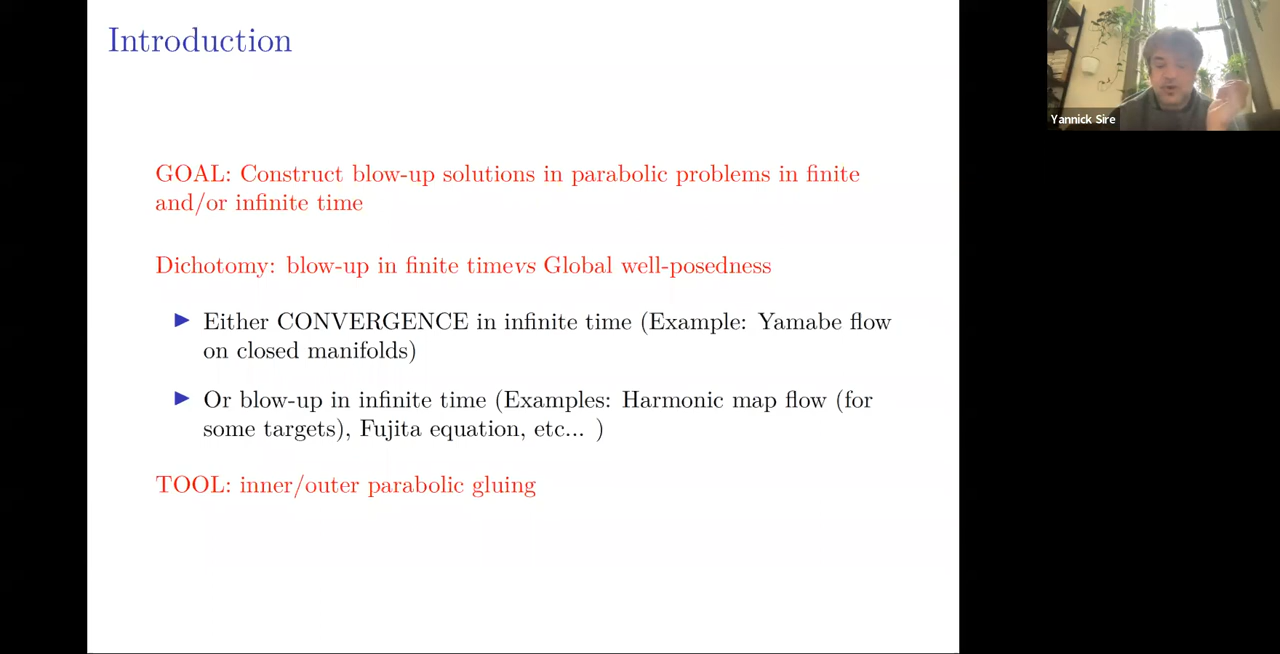 Introduction
Yannick Sire
GOAL: Construct blow-up solutions in parabolic problems in finite
and/or infinite time
Dichotomy: blow-up in finite timevs Global well-posedness
▶ Either CONVERGENCE in infinite time (Example: Yamabe flow
on closed manifolds)
▶ Or blow-up in infinite time (Examples: Harmonic map flow (for
some targets), Fujita equation, etc... )
TOOL: inner/outer parabolic gluing